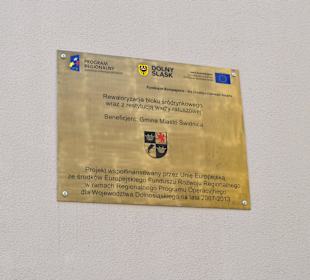 PROGRAM
REGIONALNY
DOLNY
ŚLĄSK
Rewaloryzacja bloku śródrynkowego
wraz z restytucją wieży ratuszowej
Beneficjent: Gmina Miasto Świdnica
Projekt współfinansowany przez Unię Europejską
ze środków Europejskiego Funduszu Rozwoju Regionalnego
w ramach Regionalnego Programu Operacyjnego
dla Województwa Dolnośląskiego na lata 2007-2013